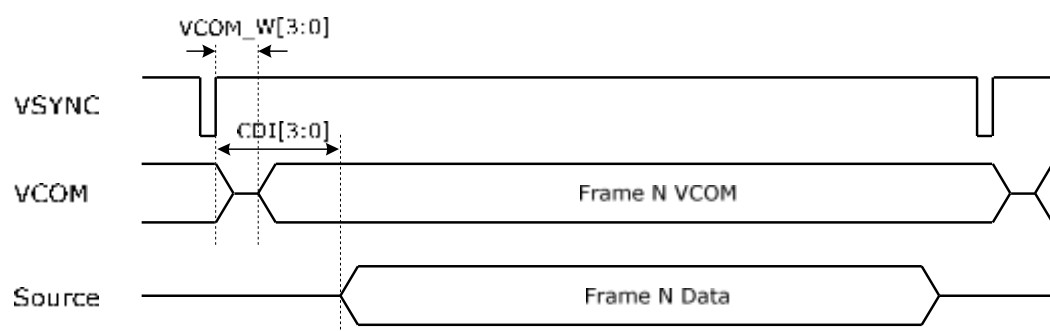 VCOM_W[3:0]
VSYNC
CDI[3:0]
VCOM
Frame N VCOM
Source
Frame N Data